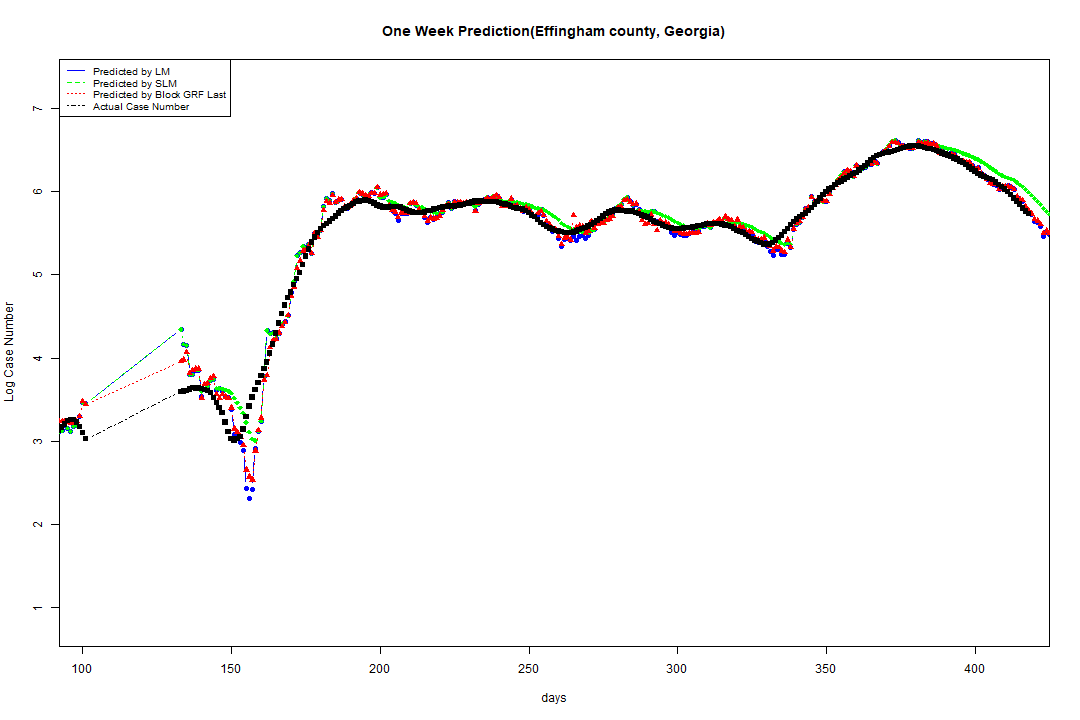 One Week Prediction(Effingham county, Georgia)
Predicted by LM
Predicted by SLM
Predicted by Block GRF Last
Actual Case Number
7
6
5
4
3
2
1
Log Case Number
100 150 200 250 300 350 400
days